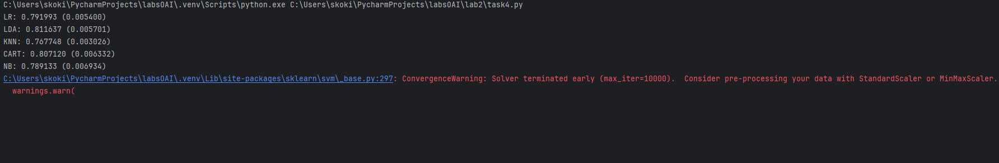 C:\Users\skoki\PycharmProjects\labsOAI\.venv\Scripts\python.exe C:\Users\skoki\PycharmProjects\labsOAI\lab2\task4.py
LR: 0.791993 (0.005400)
LDA: 0.811637 (0.005701)
KNN: 0.767748 (0.003026)
CART: 0.807120 (0.006332)
NB: 0.789133 (0.006934)
C:\Users\skoki\PycharmProjects\labsOAI\.venv\Lib\site-packages\sklearn\svm\_base.py:297: ConvergenceWarning: Solver terminated early (max_iter=10000).  Consider pre-processing your data with StandardScaler or MinMaxScaler.
  warnings.warn(